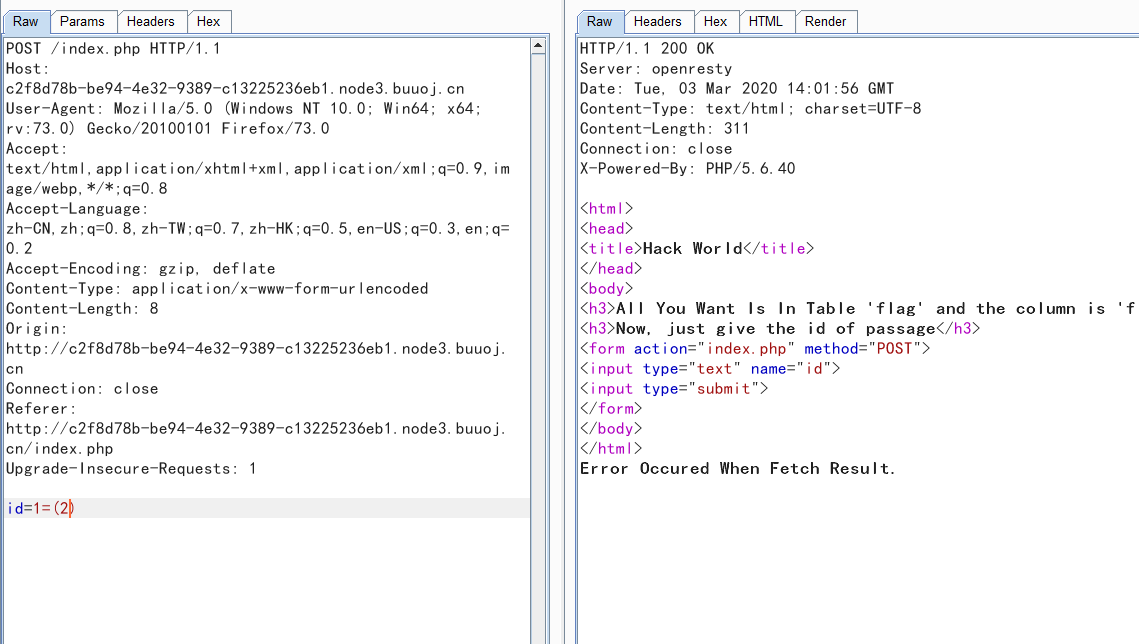 Raw Params Headers Hex
POST /index.php HTTP/1.1
Host:
c2f8d78b-be94-4e32-9389-c13225236eb1.node3.buuoj.cn
User-Agent: Mozilla/5.0 (Windows NT 10.0; Win64; x64;
rv:73.0) Gecko/20100101 Firefox/73.0
Accept:
text/html,application/xhtml+xml,application/xml;q=0.9,im
age/webp,*/*;q=0.8
Accept-Language:
zh-CN,zh;q=0.8,zh-TW;q=0.7,zh-HK;q=0.5,en-US;q=0.3,en;q=
0.2
Accept-Encoding: gzip, deflate
Content-Type: application/x-www-form-urlencoded
Content-Length: 8
Origin:
http://c2f8d78b-be94-4e32-9389-c13225236eb1.node3.buuoj.
cn
Connection: close
Referer:
http://c2f8d78b-be94-4e32-9389-c13225236eb1.node3.buuoj.
cn/index.php
Upgrade-Insecure-Requests: 1
id=1=(2)
Raw Headers Hex HTML Render
HTTP/1.1 200 OK
Server: openresty
Date: Tue, 03 Mar 2020 14:01:56 GMT
Content-Type: text/html; charset=UTF-8
Content-Length: 311
Connection: close
X-Powered-By: PHP/5.6.40
<html>
<head>
<title>Hack World</title>
</head>
<body>
<h3>All You Want Is In Table 'flag' and the column is 'f
<h3>Now, just give the id of passage</h3>
<form action="index.php" method="POST">
<input type="text" name="id">
<input type="submit">
</form>
</body>
</html>
Error Occured When Fetch Result.